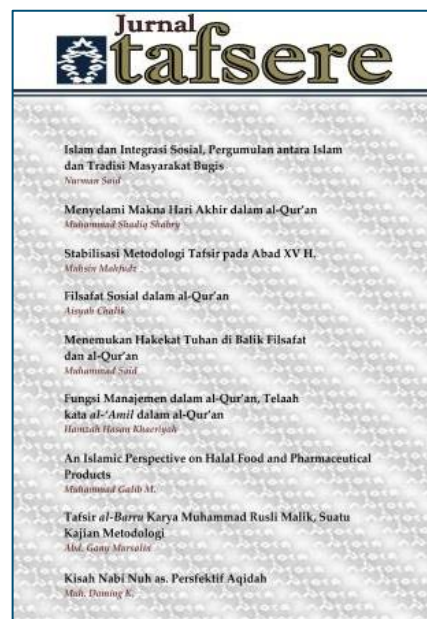 Jurnal
tafsere
Islam dan Integrasi Sosial, Pergumulan antara Islam
dan Tradisi Masyarakat Bugis
Nurman Said
Menyelami Makna Hari Akhir dalam al-Qur'an
Muhammad Shadiq Shabry
Stabilisasi Metodologi Tafsir pada Abad XV H.
Muhsin Mahfudz
Filsafat Sosial dalam al-Qur'an
Aisyah Chalik
Menemukan Hakekat Tuhan di Balik Filsafat
dan al-Qur'an
Muhammad Said
Fungsi Manajemen dalam al-Qur'an, Telaah
kata al-'Amil dalam al-Qur'an
Hamzah Hasan Khaeriyah
An Islamic Perspective on Halal Food and Pharmaceutical
Products
Muhammad Galib M.
Tafsir al-Barru Karya Muhammad Rusli Malik, Suatu
Kajian Metodologi
Abd. Gany Mursalin
Kisah Nabi Nuh as. Persfektif Aqidah
Muh. Daming K.